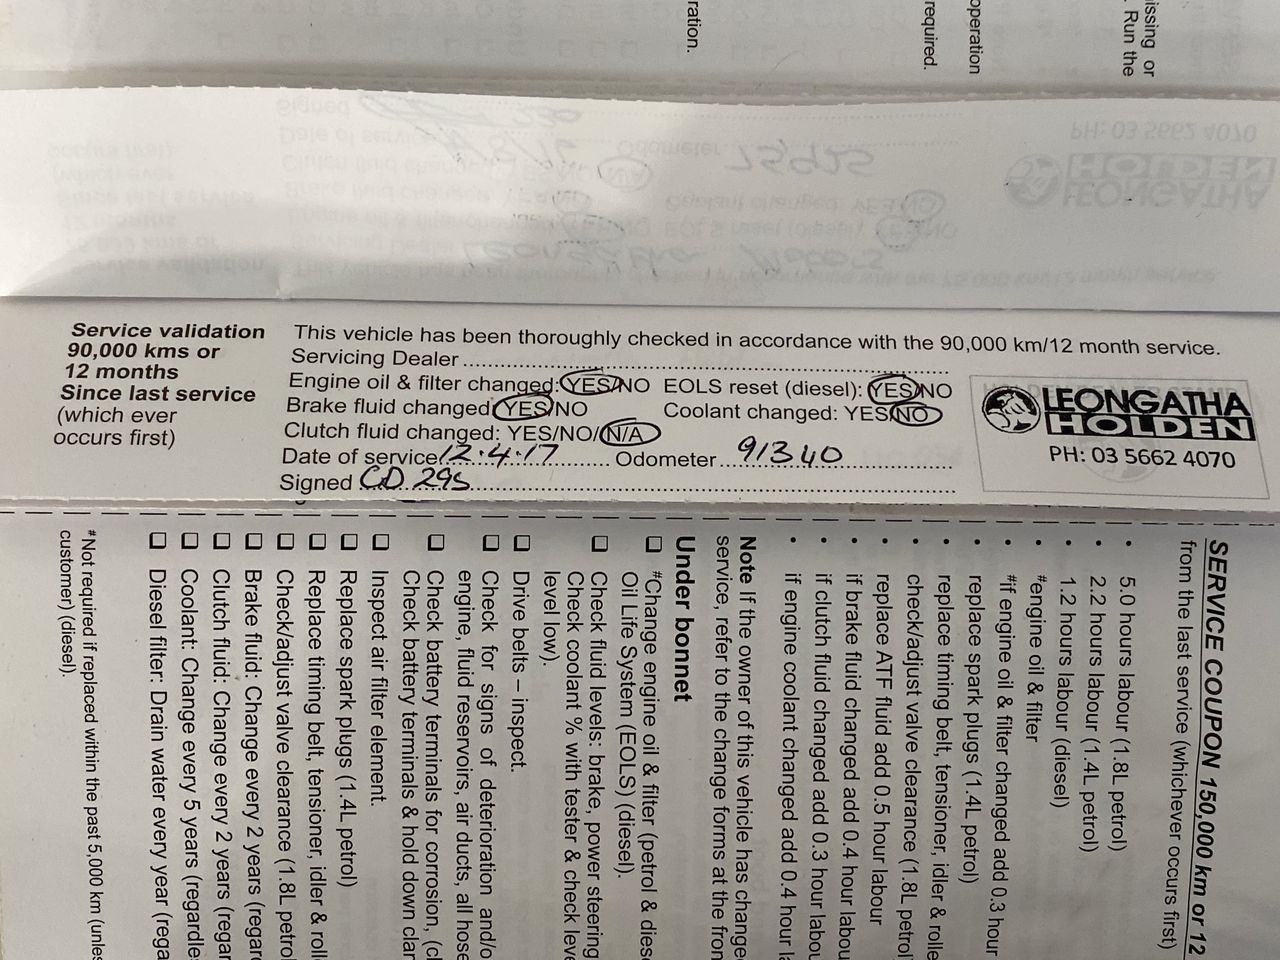 ration.
required.
operation
issing or
. Run the
Service validation
90,000 kms or
12 months
Since last service
(which ever
occurs first)
This vehicle has been thoroughly checked in accordance with the 90,000 km/12 month service.
Servicing Dealer
Engine oil & filter changed: YES/NO EOLS reset (diesel): YES/NO
Brake fluid changed: YES/NO Coolant changed: YES/NO
Clutch fluid changed: YES/NO/N/A
Date of service 12.4.17 Odometer 91340
Signed CD 295
LEONGATHA
HOLDEN
PH: 03 5662 4070
SERVICE COUPON 150,000 km or 12
from the last service (whichever occurs first)
• 5.0 hours labour (1.8L petrol)
• 2.2 hours labour (1.4L petrol)
• 1.2 hours labour (diesel)
• #engine oil & filter
• #if engine oil & filter changed add 0.3 hour
• replace spark plugs (1.4L petrol)
• replace timing belt, tensioner, idler & rolle
• check/adjust valve clearance (1.8L petrol
• replace ATF fluid add 0.5 hour labour
• if brake fluid changed add 0.4 hour labou
• if clutch fluid changed add 0.3 hour labou
• if engine coolant changed add 0.4 hour la
Note If the owner of this vehicle has change
service, refer to the change forms at the fron
Under bonnet
❑ #Change engine oil & filter (petrol & diese
Oil Life System (EOLS) (diesel).
❑ Check fluid levels: brake, power steering
Check coolant % with tester & check leve
level low).
❑ Drive belts – inspect.
❑ Check for signs of deterioration and/o
engine, fluid reservoirs, air ducts, all hose
❑ Check battery terminals for corrosion, (cl
Check battery terminals & hold down clar
❑ Inspect air filter element.
❑ Replace spark plugs (1.4L petrol)
❑ Replace timing belt, tensioner, idler & roll
❑ Check/adjust valve clearance (1.8L petrol
❑ Brake fluid: Change every 2 years (regard
❑ Clutch fluid: Change every 2 years (regar
❑ Coolant: Change every 5 years (regardle
❑ Diesel filter: Drain water every year (rega
#Not required if replaced within the past 5,000 km (unles
customer) (diesel).